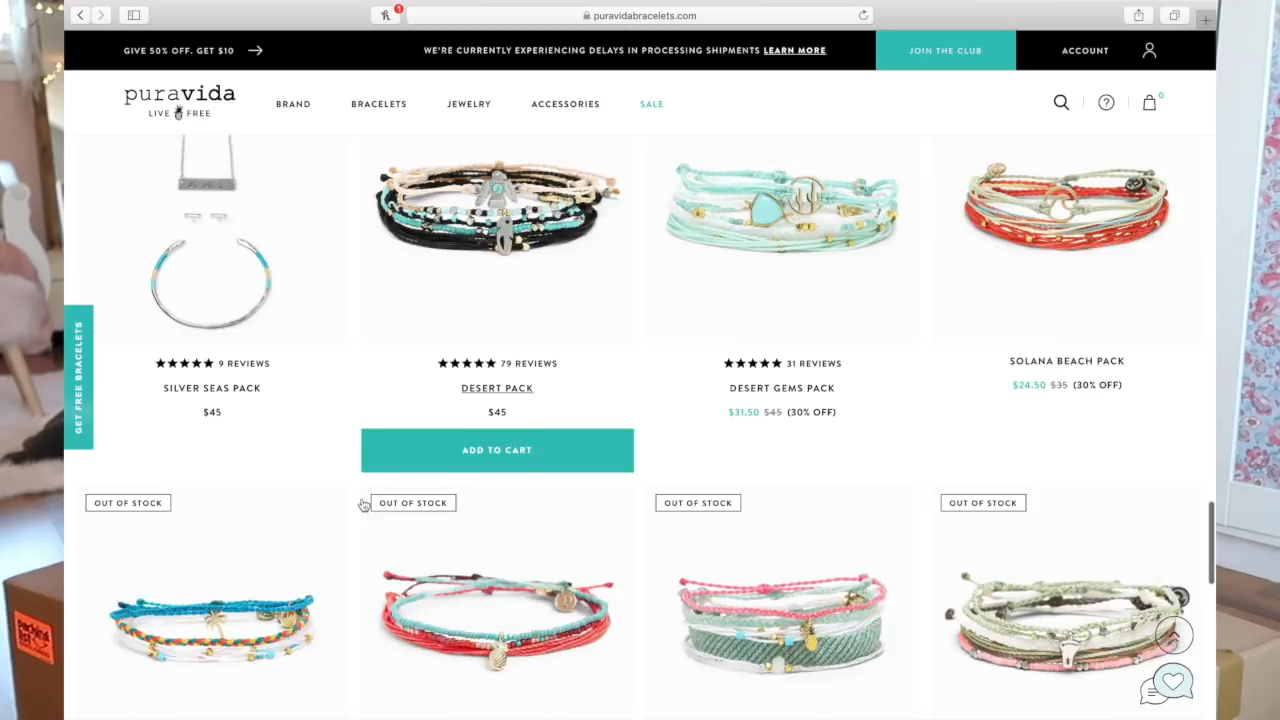 puravidabracelets.com
1
GIVE 50% OFF. GET $10
WE'RE CURRENTLY EXPERIENCING DELAYS IN PROCESSING SHIPMENTS LEARN MORE
JOIN THE CLUB
ACCOUNT
puravida
LIVE FREE
BRAND
BRACELETS
JEWELRY
ACCESSORIES
SALE
0
GET FREE BRACELETS
9 REVIEWS
SILVER SEAS PACK
$45
79 REVIEWS
DESERT PACK
$45
ADD TO CART
31 REVIEWS
DESERT GEMS PACK
$31.50 $45 (30% OFF)
SOLANA BEACH PACK
$24.50 $35 (30% OFF)
OUT OF STOCK
OUT OF STOCK
OUT OF STOCK
OUT OF STOCK